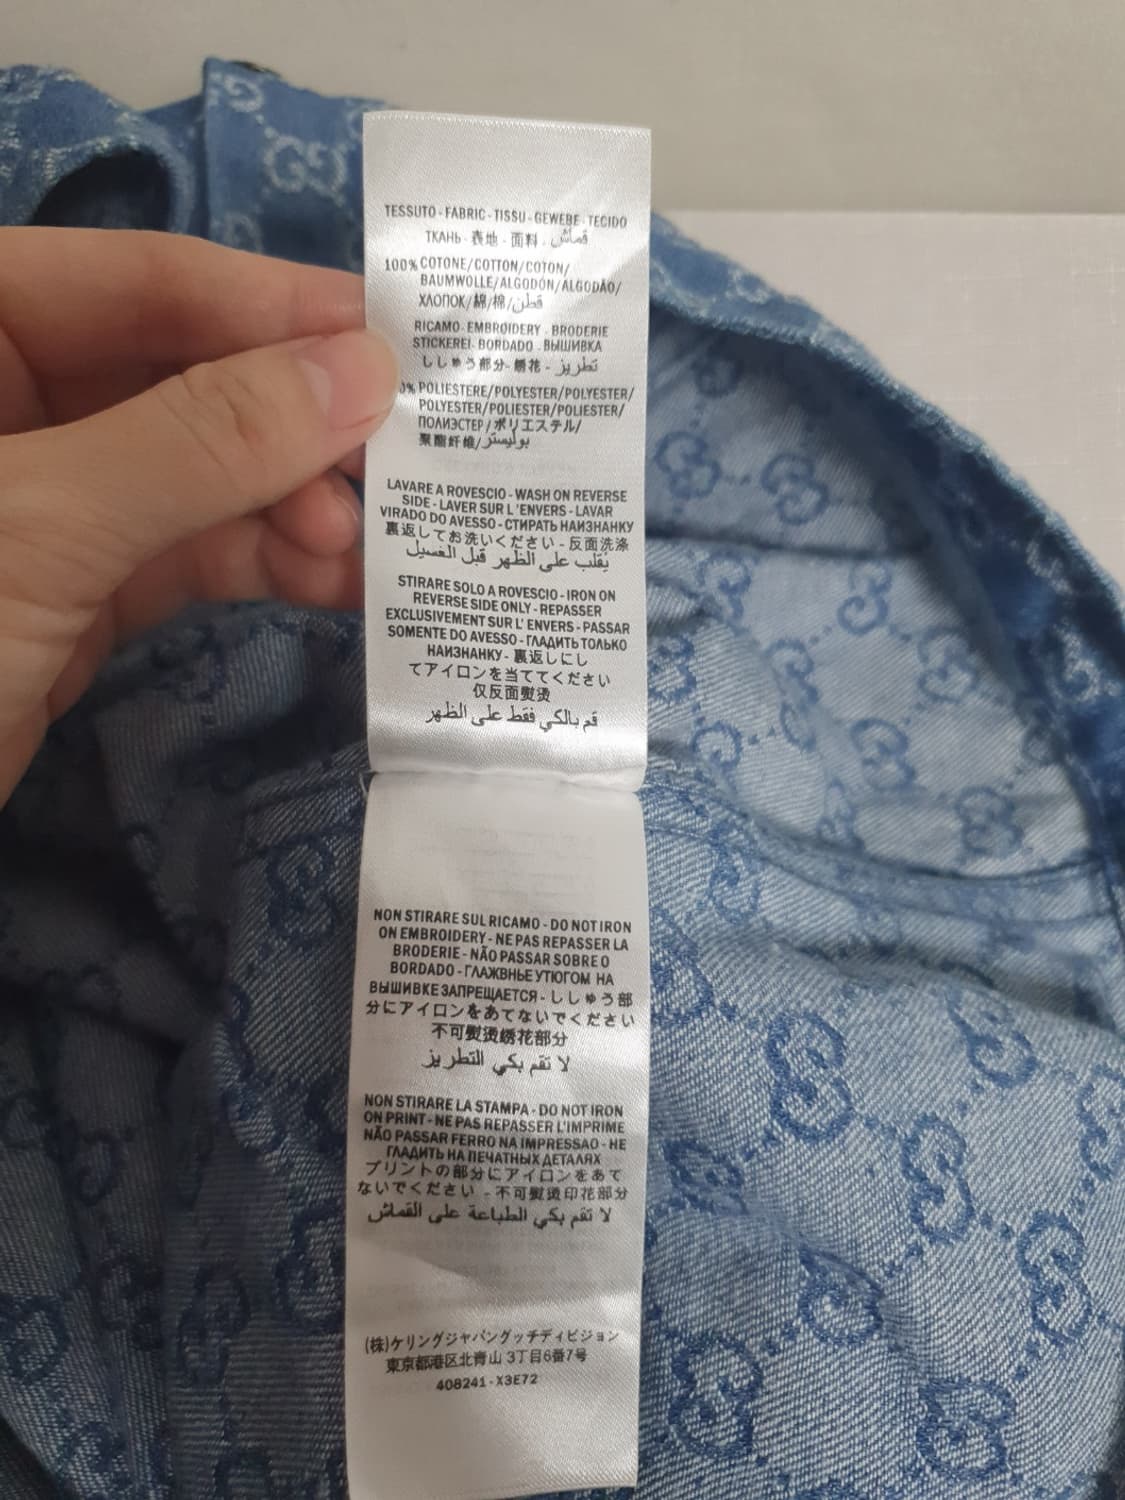 TESSUTO - FABRIC - TISSU - GEWEBE - TECIDO
ТКАНЬ - 表地 - 面料 - قماش
100% COTONE/COTTON/COTON/
BAUMWOLLE/ALGODÓN/ALGODÃO/
ХЛОПОК/綿/棉/قطن
RICAMO - EMBROIDERY - BRODERIE
STICKEREI - BORDADO - ВЫШИВКА
ししゅう部分 - 绣花 - تطريز
0% POLIESTERE/POLYESTER/POLYESTER/
POLYESTER/POLIESTER/POLIESTER/
ПОЛИЭСТЕР/ポリエステル/
聚酯纤维/بوليستر
LAVARE A ROVESCIO - WASH ON REVERSE
SIDE - LAVER SUR L'ENVERS - LAVAR
VIRADO DO AVESSO - СТИРАТЬ НАИЗНАНКУ
裏返してお洗いください - 反面洗涤
يقلب على الظهر قبل الغسيل
STIRARE SOLO A ROVESCIO - IRON ON
REVERSE SIDE ONLY - REPASSER
EXCLUSIVEMENT SUR L' ENVERS - PASSAR
SOMENTE DO AVESSO - ГЛАДИТЬ ТОЛЬКО
НАИЗНАНКУ - 裏返しにし
てアイロンを当ててください
仅反面熨烫
قم بالكي فقط على الظهر
NON STIRARE SUL RICAMO - DO NOT IRON
ON EMBROIDERY - NE PAS REPASSER LA
BRODERIE - NÃO PASSAR SOBRE O
BORDADO - ГЛАЖВНЬЕ УТЮГОМ НА
ВЫШИВКЕ ЗАПРЕЩАЕТСЯ - ししゅう部
分にアイロンをあてないでください
不可熨烫绣花部分
لا تقم بكي التطريز
NON STIRARE LA STAMPA - DO NOT IRON
ON PRINT - NE PAS REPASSER L'IMPRIME
NÃO PASSAR FERRO NA IMPRESSAO - НЕ
ГЛАДИТЬ НА ПЕЧАТНЫХ ДЕТАЛЯХ
プリントの部分にアイロンをあて
ないでください - 不可熨烫印花部分
لا تقم بكي الطباعة على القماش
(株)ケリングジャパングッチディビジョン
東京都港区北青山 3丁目6番7号
408241 - X3E72